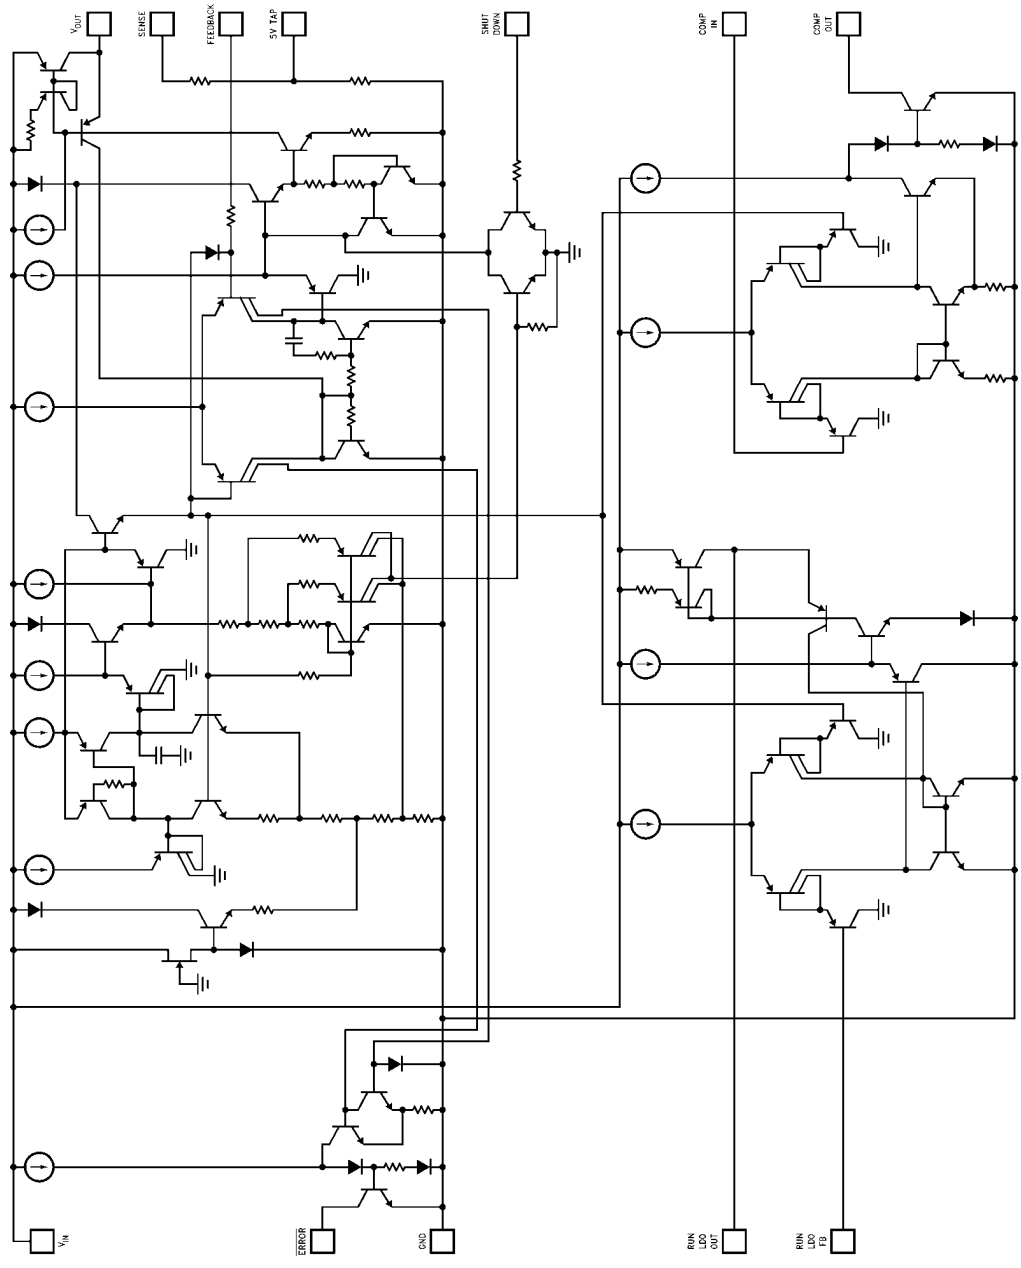 VOUT
SENSE
FEEDBACK
5V TAP
SHUT
DOWN
COMP
IN
COMP
OUT
VIN
ERROR
GND
RUN
LDO
OUT
RUN
LDO
FB